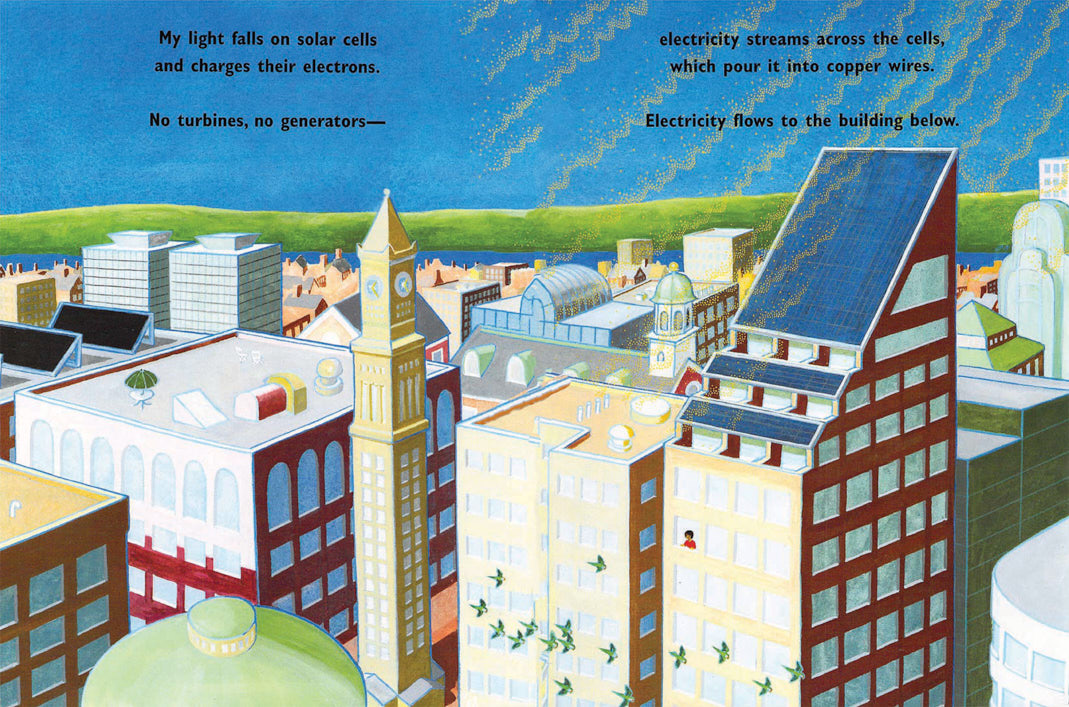 My light falls on solar cells
and charges their electrons.
No turbines, no generators—
electricity streams across the cells,
which pour it into copper wires.
Electricity flows to the building below.